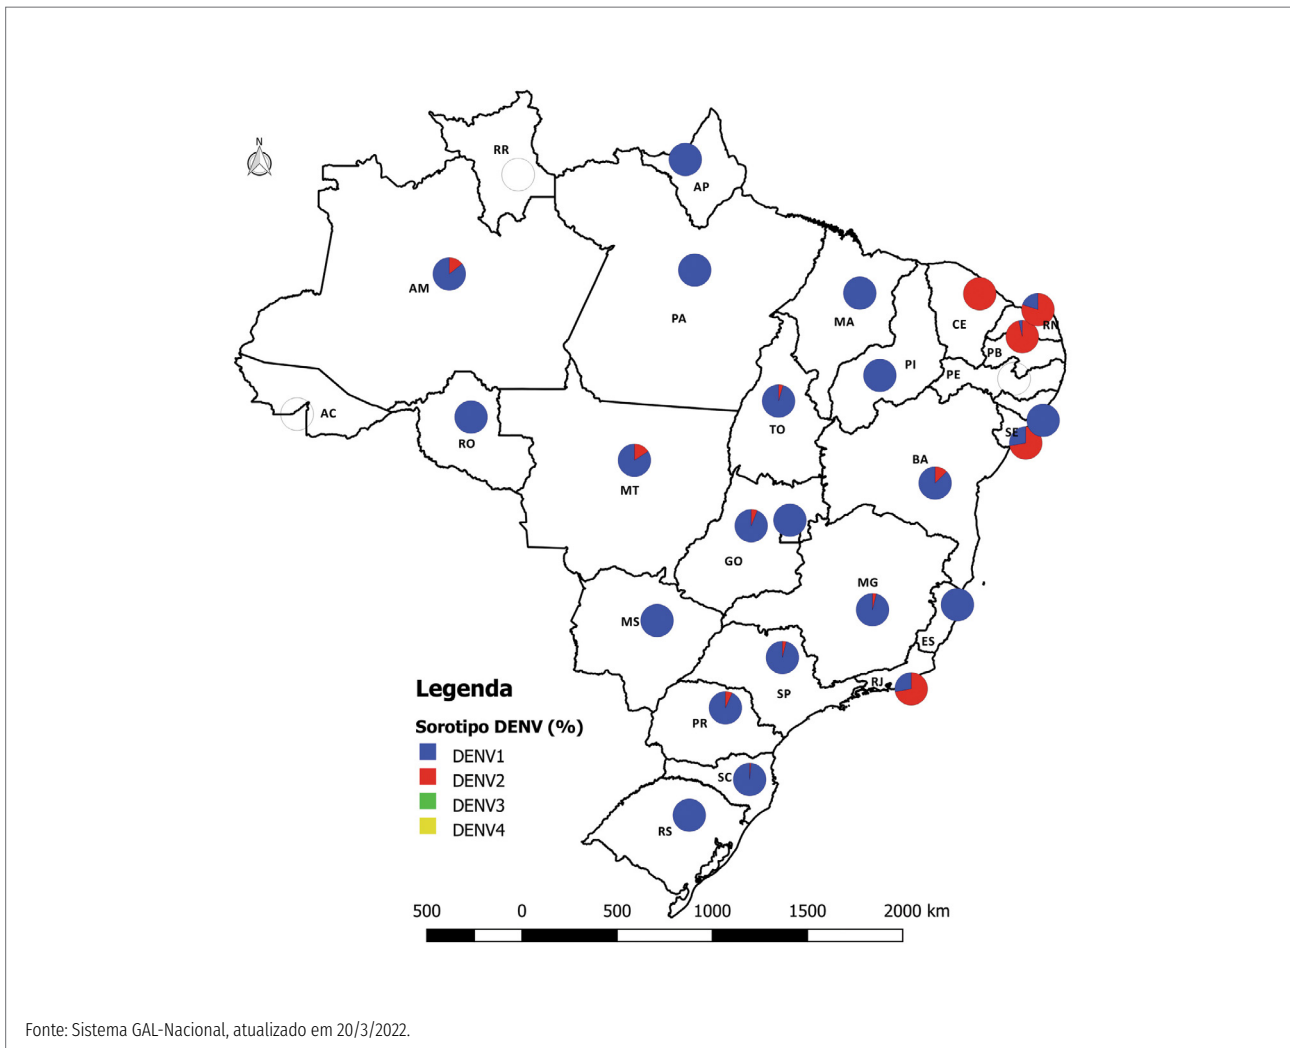 N
RR
AP
AM
PA
MA
CE
RN
PB
PI
PE
AC
RO
TO
SE
MT
BA
GO
MG
MS
ES
SP
RJ
PR
SC
RS
Legenda
Sorotipo DENV (%)
DENV1
DENV2
DENV3
DENV4
500 0 500 1000 1500 2000 km
Fonte: Sistema GAL-Nacional, atualizado em 20/3/2022.